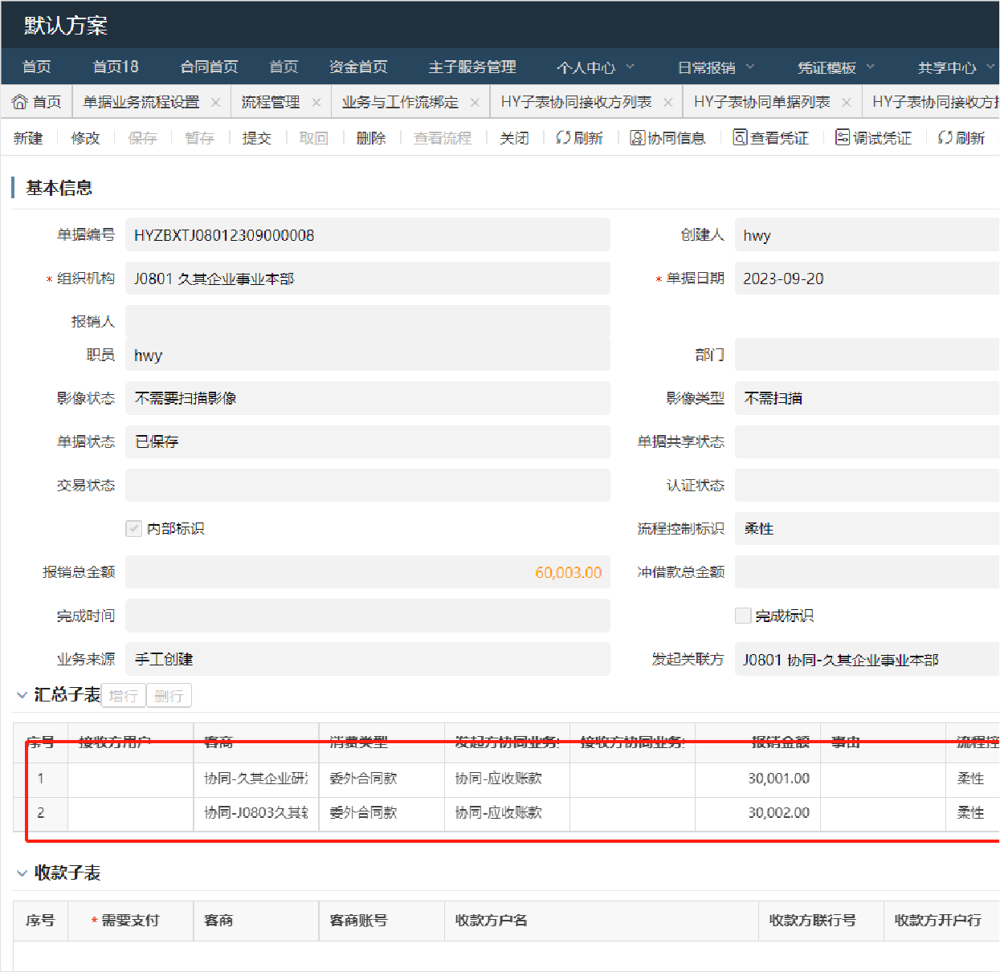 默认方案
首页 首页18 合同首页 首页 资金首页 主子服务管理 个人中心 日常报销 凭证模板 共享中心
首页 单据业务流程设置 流程管理 业务与工作流绑定 HY子表协同接收方列表 HY子表协同单据列表 HY子表协同接收方
新建 修改 保存 暂存 提交 取回 删除 查看流程 关闭 刷新 协同信息 查看凭证 调试凭证 刷新
基本信息
单据编号 HYZBXTJ08012309000008 创建人 hwy
* 组织机构 J0801 久其企业事业本部 * 单据日期 2023-09-20
报销人
职员 hwy 部门
影像状态 不需要扫描影像 影像类型 不需扫描
单据状态 已保存 单据共享状态
交易状态 认证状态
内部标识 流程控制标识 柔性
报销总金额 60,003.00 冲借款总金额
完成时间 完成标识
业务来源 手工创建 发起关联方 J0801 协同-久其企业事业本部
汇总子表 增行 删行
序号 接收方用户 客商 消费类型 发起方协同业务: 接收方协同业务: 报销金额 事由 流程控
1 协同-久其企业研 委外合同款 协同-应收账款 30,001.00 柔性
2 协同-J0803久其软 委外合同款 协同-应收账款 30,002.00 柔性
收款子表
序号 * 需要支付 客商 客商账号 收款方户名 收款方联行号 收款方开户行